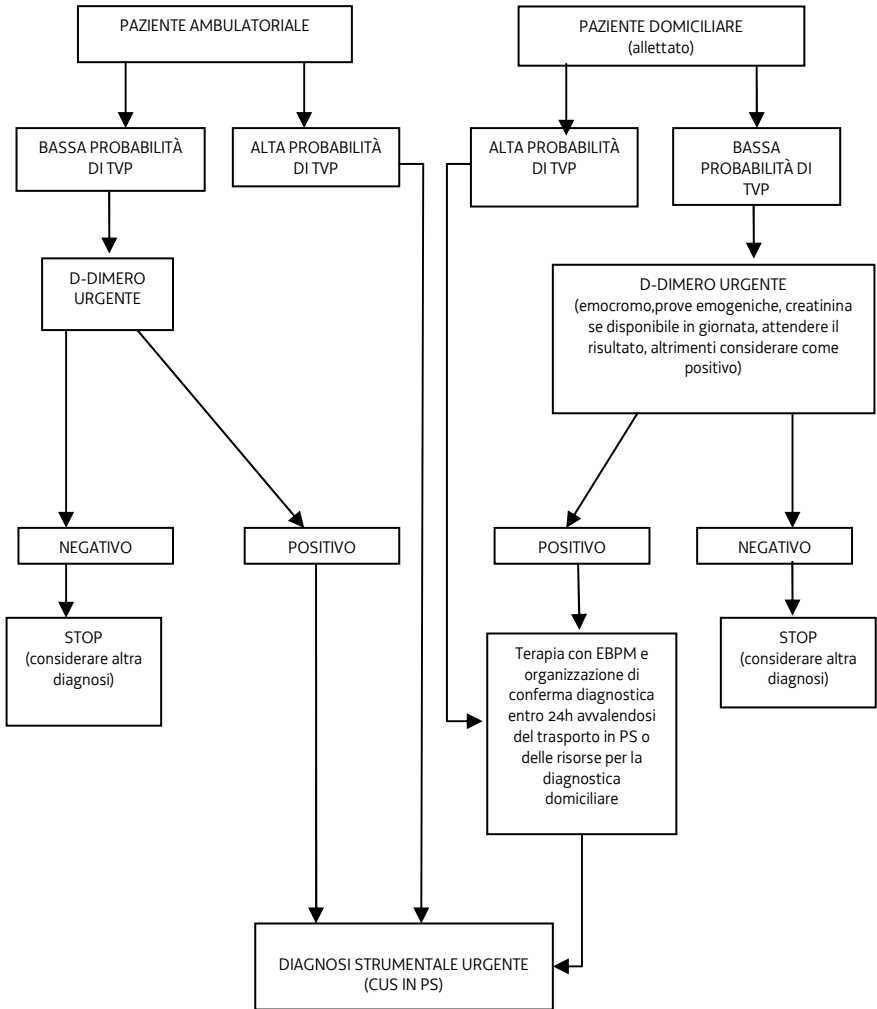 PAZIENTE AMBULATORIALE
PAZIENTE DOMICILIARE
(allettato)
BASSA PROBABILITÀ
DI TVP
ALTA PROBABILITÀ
DI TVP
ALTA PROBABILITÀ
DI TVP
BASSA
PROBABILITÀ DI
TVP
D-DIMERO
URGENTE
D-DIMERO URGENTE
(emocromo,prove emogeniche, creatinina
se disponibile in giornata, attendere il
risultato, altrimenti considerare come
positivo)
NEGATIVO
POSITIVO
POSITIVO
NEGATIVO
STOP
(considerare altra
diagnosi)
Terapia con EBPM e
organizzazione di
conferma diagnostica
entro 24h avvalendosi
del trasporto in PS o
delle risorse per la
diagnostica
domiciliare
STOP
(considerare altra
diagnosi)
DIAGNOSI STRUMENTALE URGENTE
(CUS IN PS)